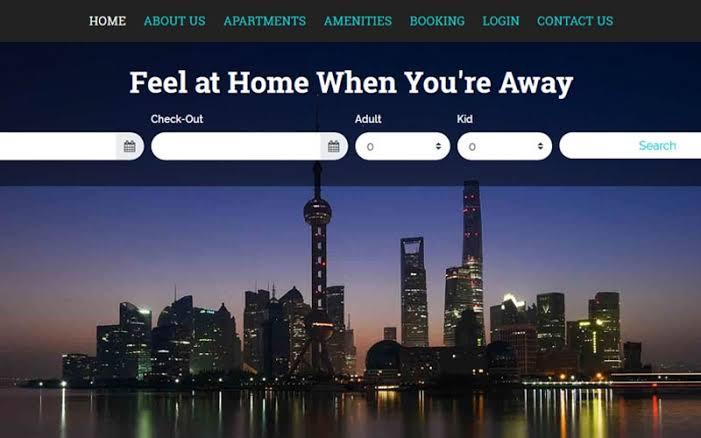 HOME ABOUT US APARTMENTS AMENITIES BOOKING LOGIN CONTACT US
Feel at Home When You're Away
Check-Out Adult Kid
0 0 Search